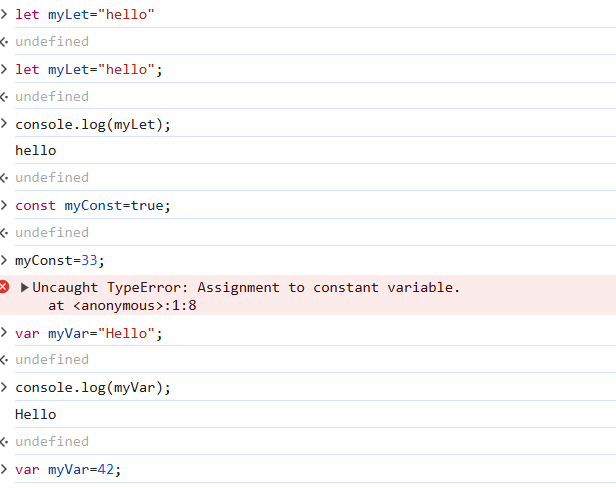 let myLet="hello"
undefined
let myLet="hello";
undefined
console.log(myLet);
hello
undefined
const myConst=true;
undefined
myConst=33;
Uncaught TypeError: Assignment to constant variable.
at <anonymous>:1:8
var myVar="Hello";
undefined
console.log(myVar);
Hello
undefined
var myVar=42;